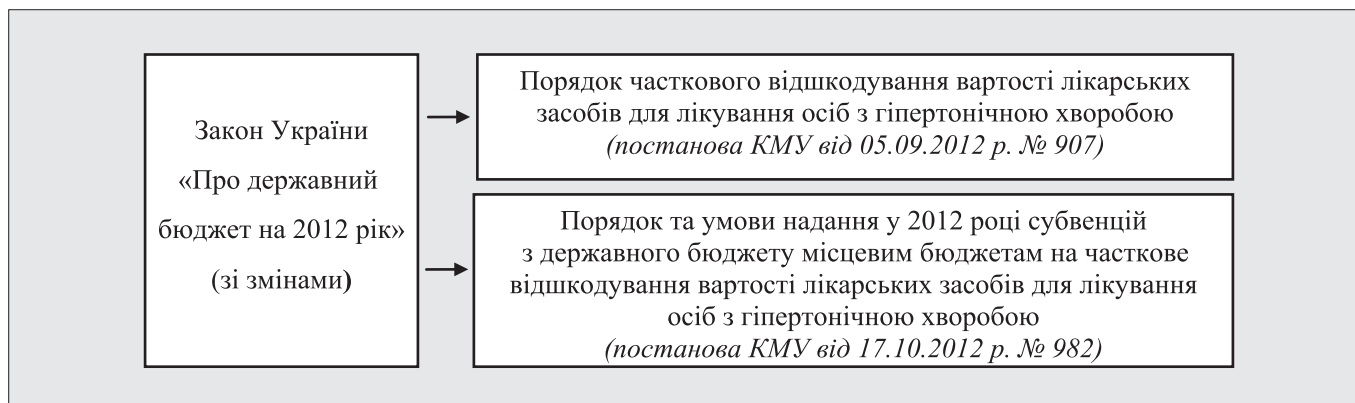 Закон України
«Про державний
бюджет на 2012 рік»
(зі змінами)
Порядок часткового відшкодування вартості лікарських
засобів для лікування осіб з гіпертонічною хворобою
(постанова КМУ від 05.09.2012 р. № 907)
Порядок та умови надання у 2012 році субвенцій
з державного бюджету місцевим бюджетам на часткове
відшкодування вартості лікарських засобів для лікування
осіб з гіпертонічною хворобою
(постанова КМУ від 17.10.2012 р. № 982)